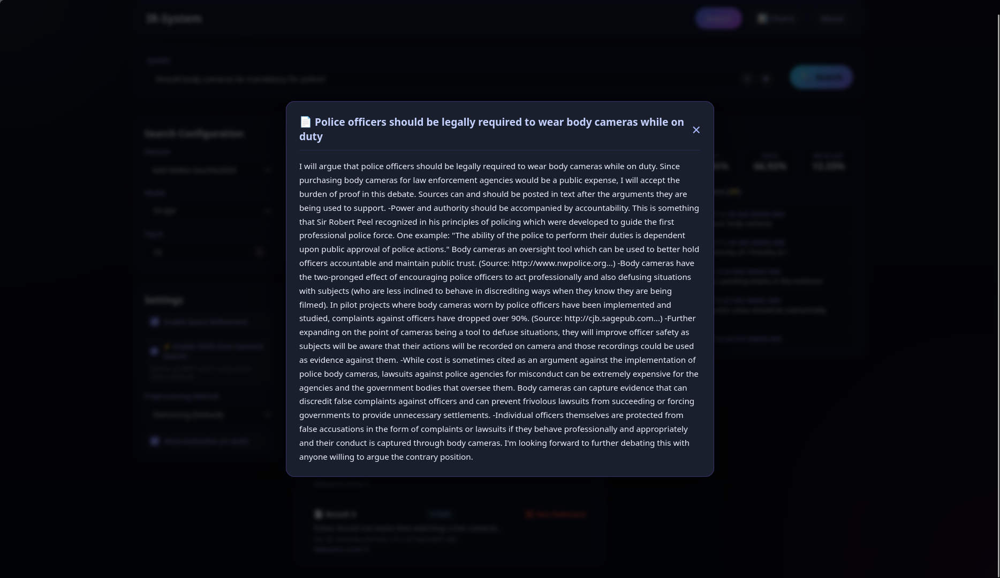 IR-System
Charts
About
Should body cameras be mandatory for police?
Search
📄 Police officers should be legally required to wear body cameras while on
duty
✕
I will argue that police officers should be legally required to wear body cameras while on duty. Since
purchasing body cameras for law enforcement agencies would be a public expense, I will accept the
burden of proof in this debate. Sources can and should be posted in text after the arguments they are
being used to support. -Power and authority should be accompanied by accountability. This is something
that Sir Robert Peel recognized in his principles of policing which were developed to guide the first
professional police force. One example: "The ability of the police to perform their duties is dependent
upon public approval of police actions." Body cameras an oversight tool which can be used to better hold
officers accountable and maintain public trust. (Source: http://www.nwpolice.org...) -Body cameras have
the two-pronged effect of encouraging police officers to act professionally and also defusing situations
with subjects (who are less inclined to behave in discrediting ways when they know they are being
filmed). In pilot projects where body cameras worn by police officers have been implemented and
studied, complaints against officers have dropped over 90%. (Source: http://cjb.sagepub.com...) -Further
expanding on the point of cameras being a tool to defuse situations, they will improve officer safety as
subjects will be aware that their actions will be recorded on camera and those recordings could be used
as evidence against them. -While cost is sometimes cited as an argument against the implementation of
police body cameras, lawsuits against police agencies for misconduct can be extremely expensive for the
agencies and the government bodies that oversee them. Body cameras can capture evidence that can
discredit false complaints against officers and can prevent frivolous lawsuits from succeeding or forcing
governments to provide unnecessary settlements. -Individual officers themselves are protected from
false accusations in the form of complaints or lawsuits if they behave professionally and appropriately
and their conduct is captured through body cameras. I'm looking forward to further debating this with
anyone willing to argue the contrary position.
Search Configuration
Settings